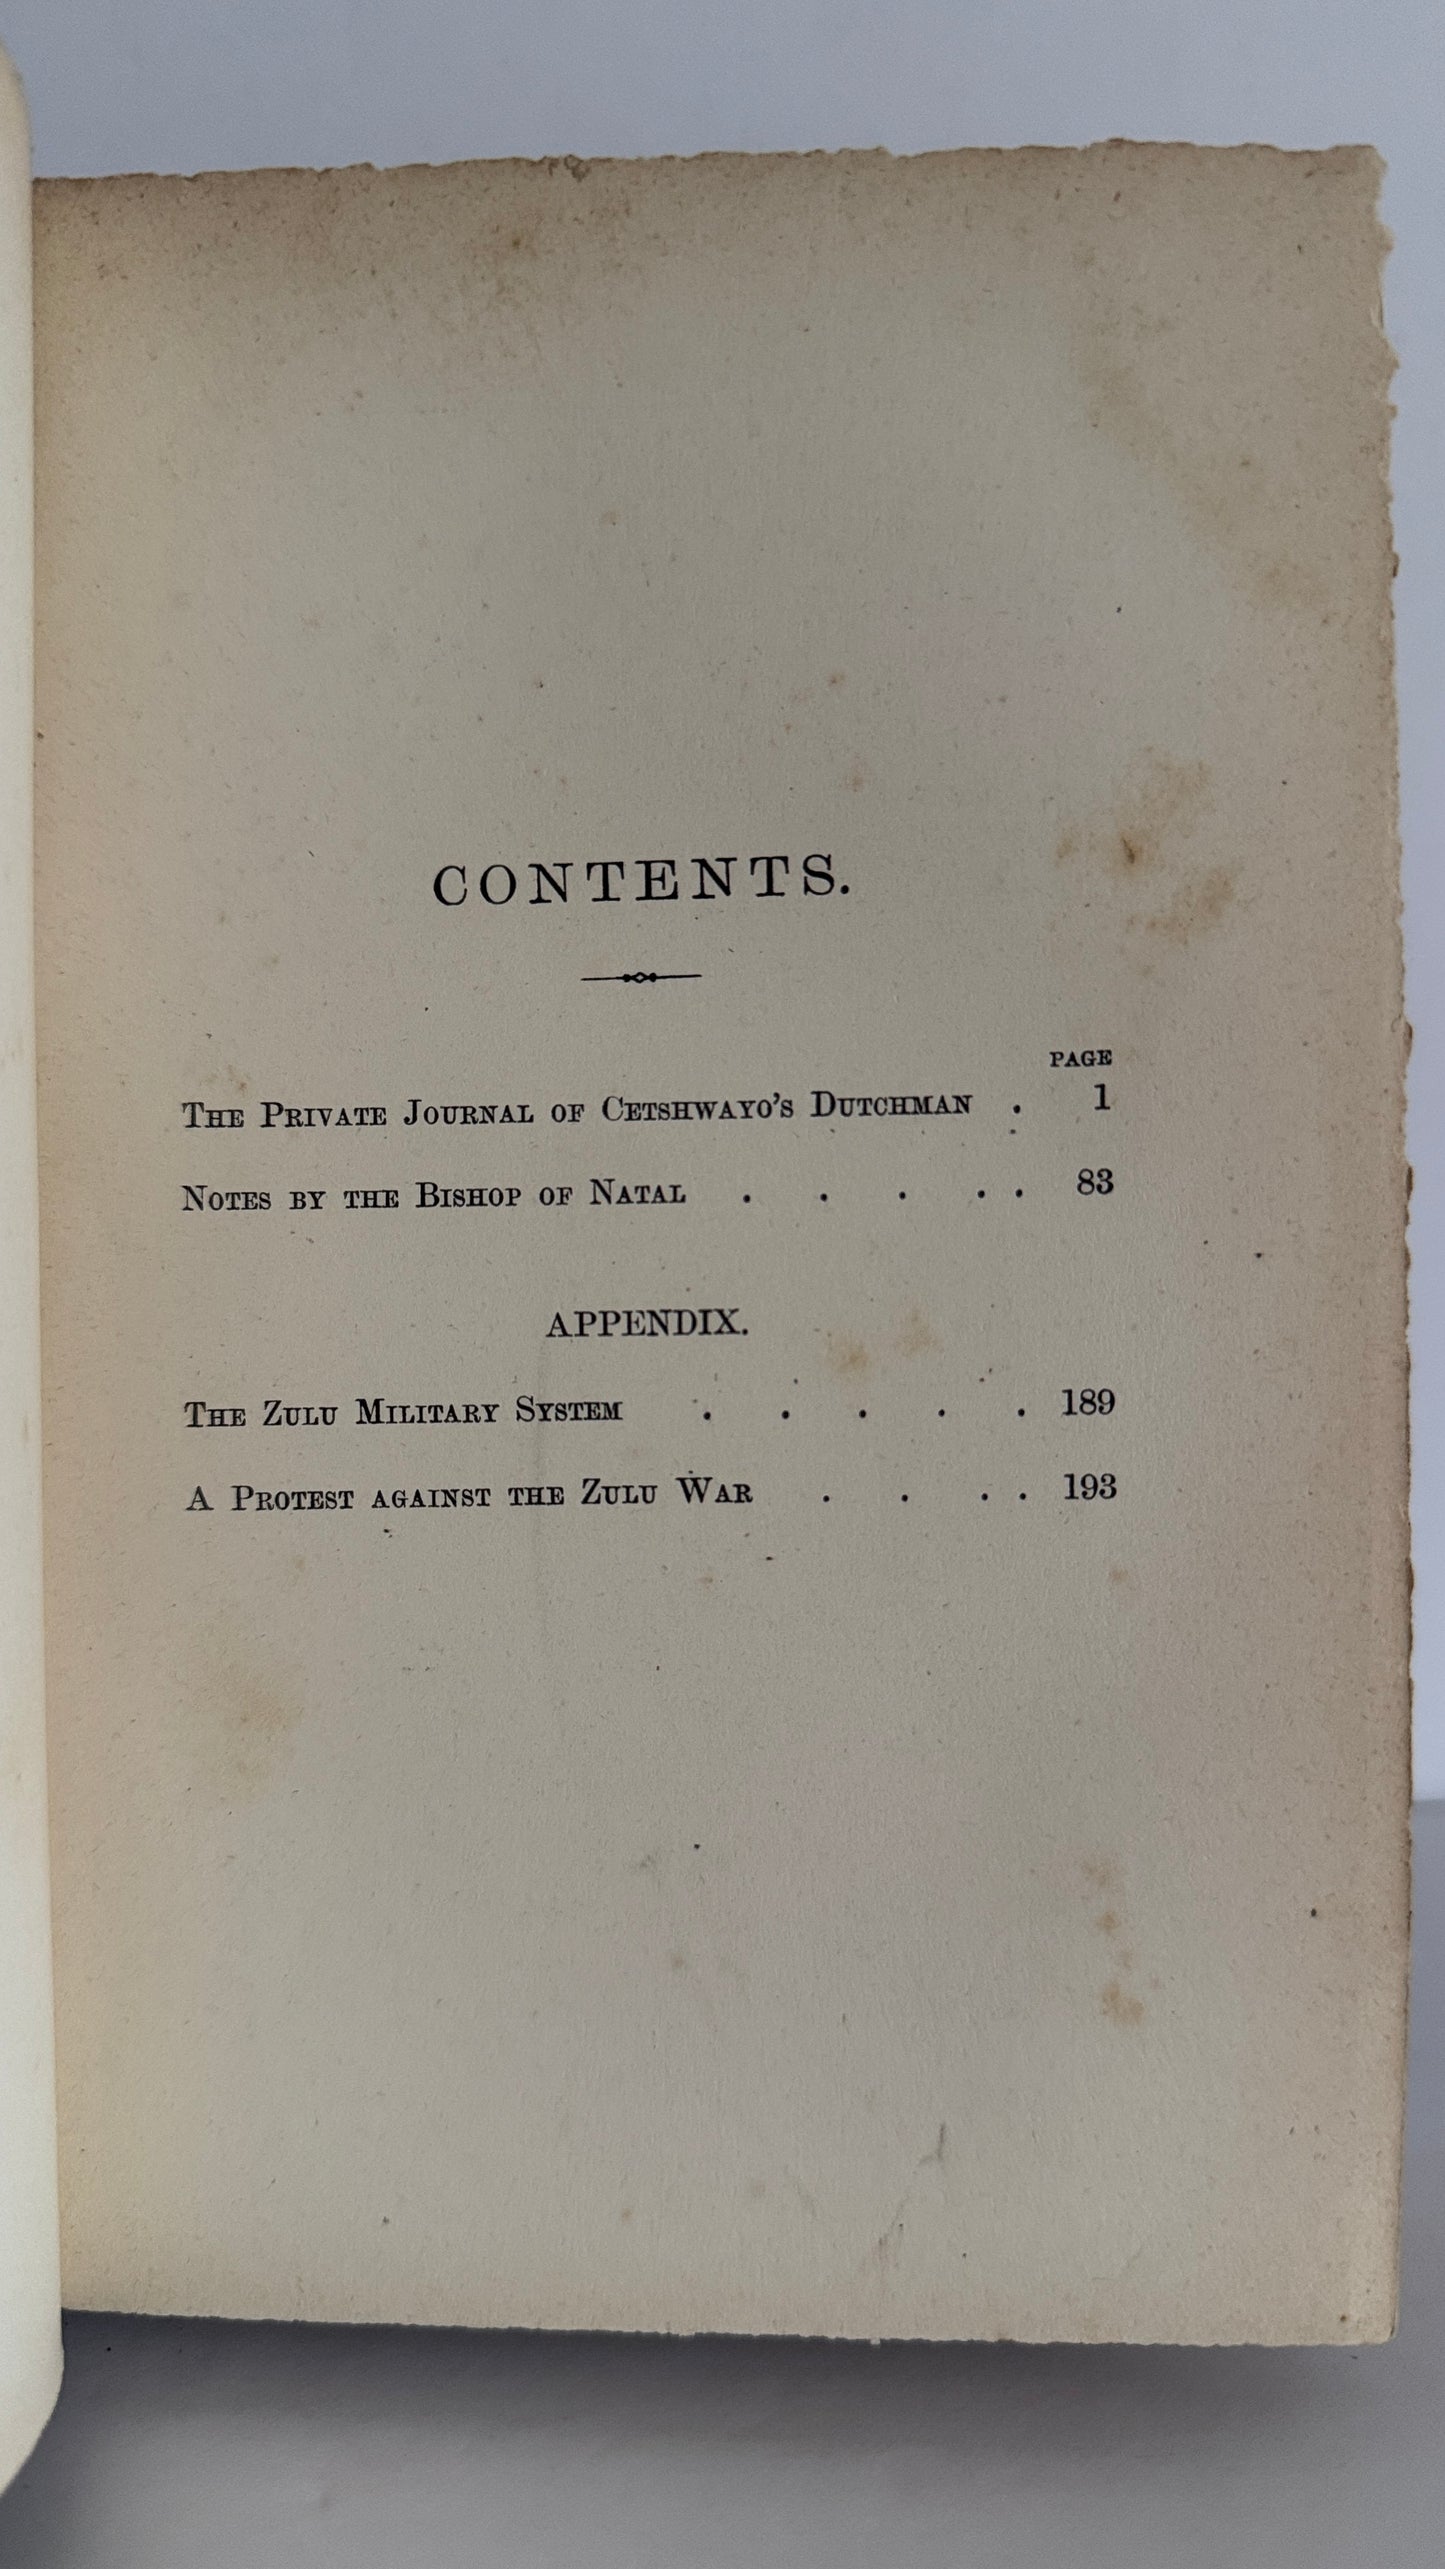 CONTENTS.
PAGE
The Private Journal of Cetshwayo's Dutchman . 1
Notes by the Bishop of Natal . . . . . 83
APPENDIX.
The Zulu Military System . . . . . 189
A Protest against the Zulu War . . . . 193